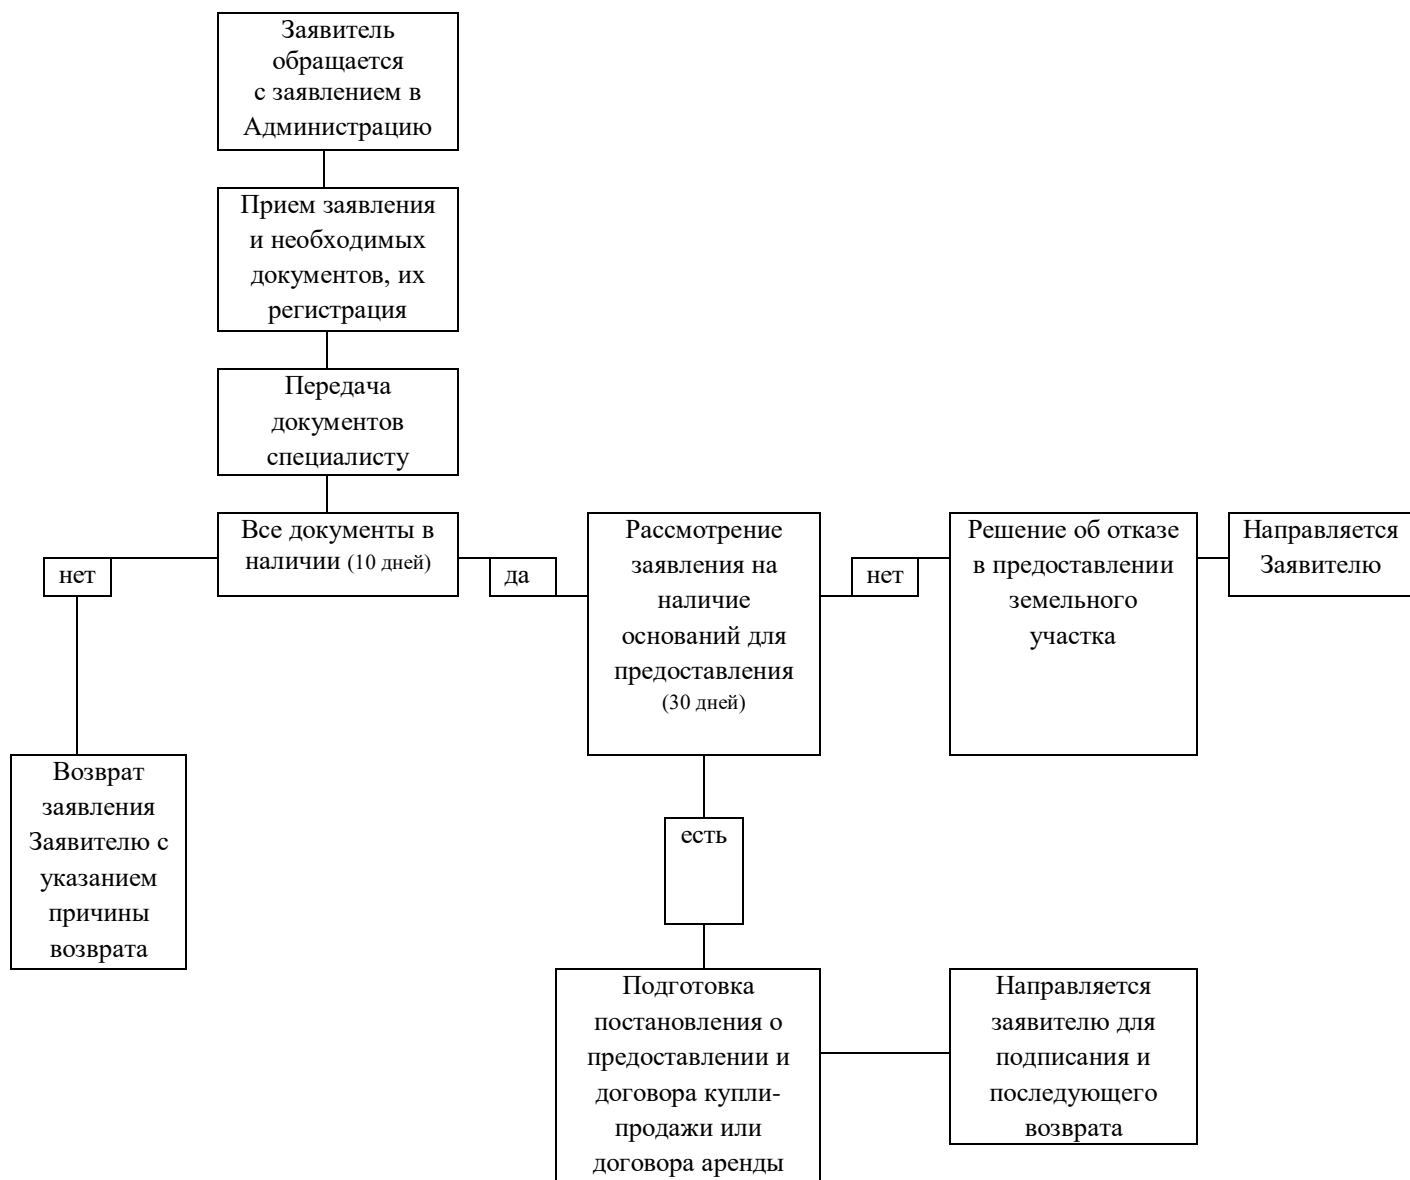 Заявитель
обращается
с заявлением в
Администрацию
Прием заявления
и необходимых
документов, их
регистрация
Передача
документов
специалисту
Все документы в
наличии (10 дней)
нет
да
Рассмотрение
заявления на
наличие
оснований для
предоставления
(30 дней)
нет
Решение об отказе
в предоставлении
земельного
участка
Направляется
Заявителю
Возврат
заявления
Заявителю с
указанием
причины
возврата
есть
Подготовка
постановления о
предоставлении и
договора купли-
продажи или
договора аренды
Направляется
заявителю для
подписания и
последующего
возврата